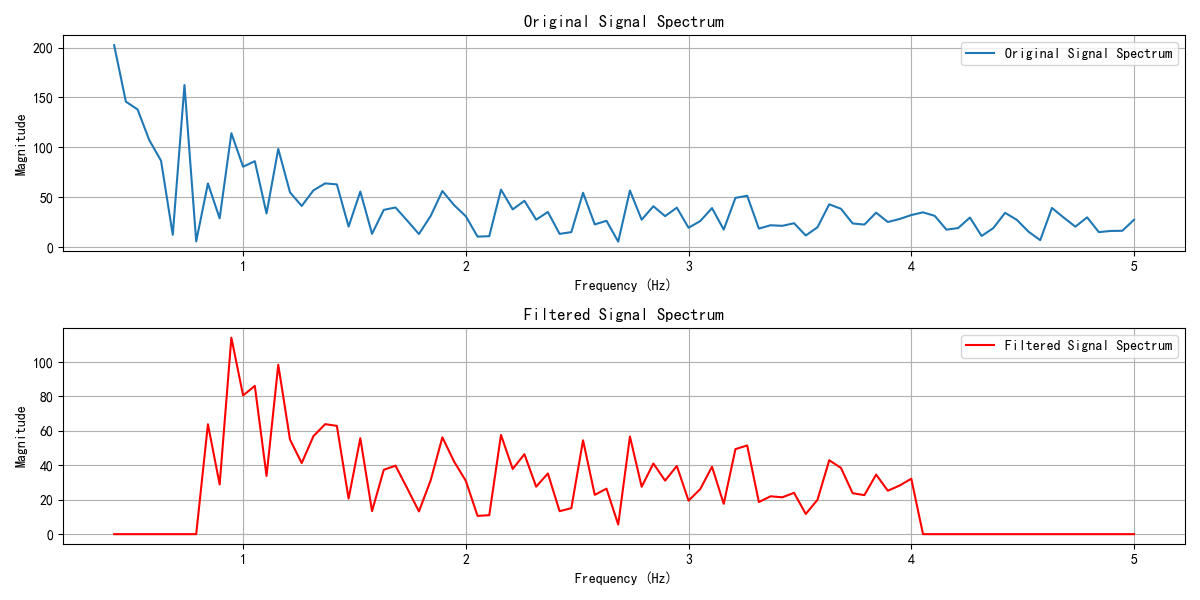 Original Signal Spectrum
200
150
100
50
0
Magnitude
Original Signal Spectrum
1 2 3 4 5
Frequency (Hz)
Filtered Signal Spectrum
100
80
60
40
20
0
Magnitude
Filtered Signal Spectrum
1 2 3 4 5
Frequency (Hz)